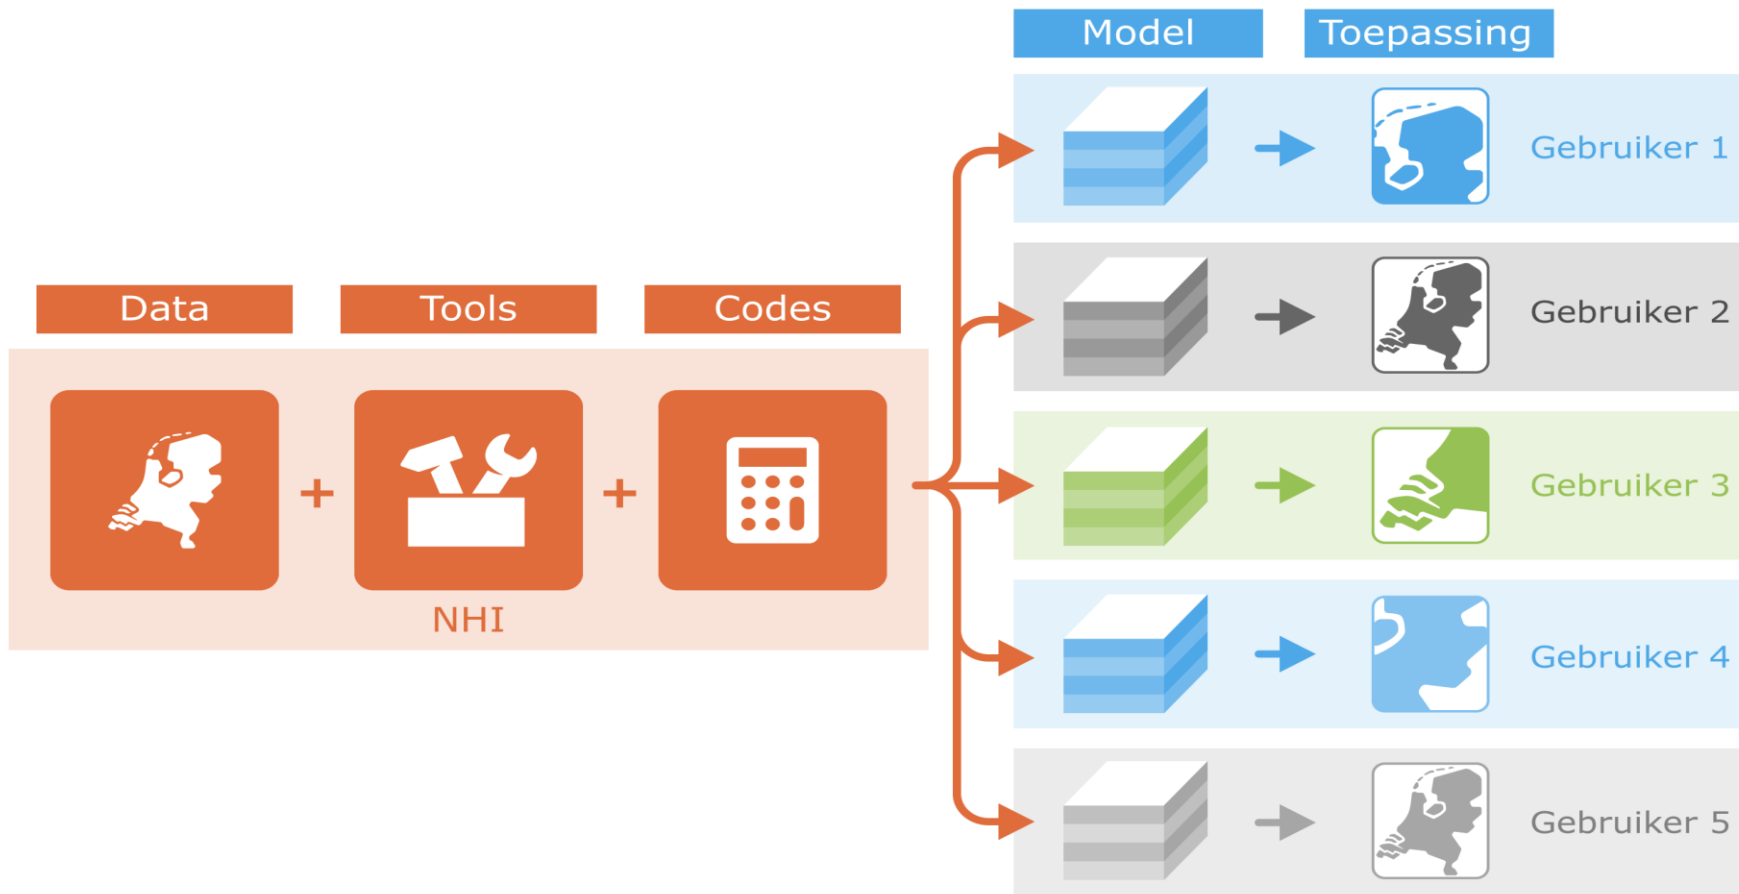 Model
Toepassing
Gebruiker 1
Gebruiker 2
Data
Tools
Codes
Gebruiker 3
NHI
Gebruiker 4
Gebruiker 5